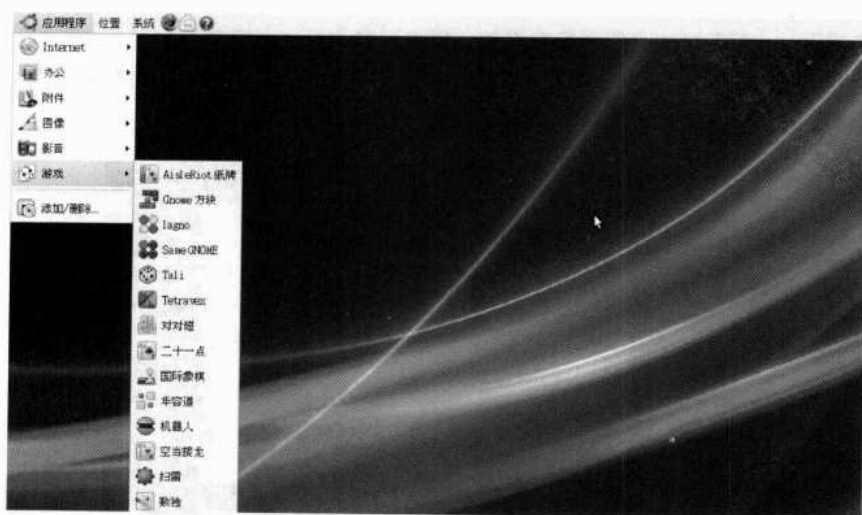 应用程序 位置 系统
Internet
办公
附件
图像
影音
游戏
添加/删除...
AisleRiot 纸牌
Gnome 方块
Iagno
Same GNOME
Tali
Tetravex
对对碰
二十一点
国际象棋
华容道
机器人
空当接龙
扫雷
数独